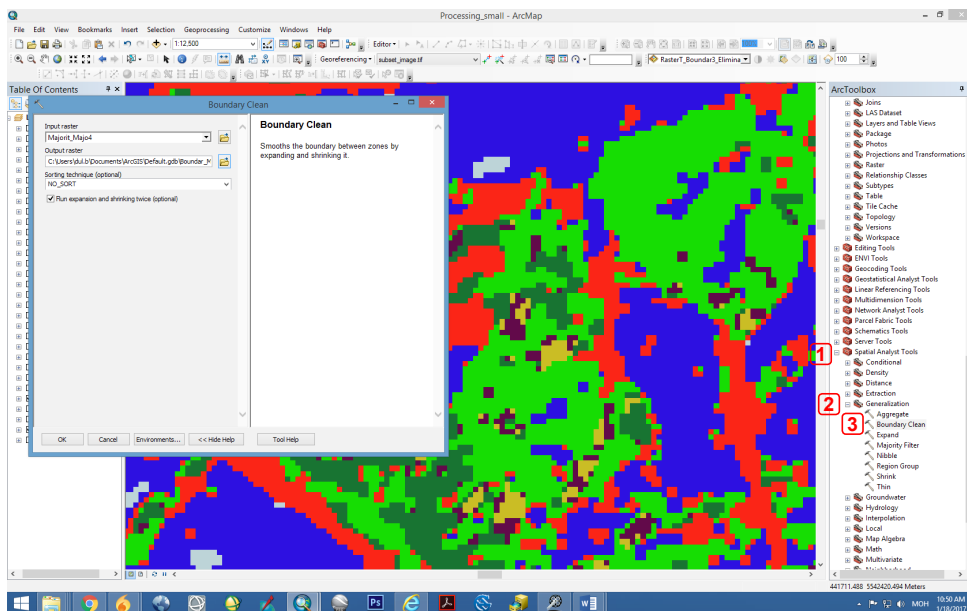 Processing_small - ArcMap
File Edit View Bookmarks Insert Selection Geoprocessing Customize Windows Help
1:12,500
Editor
Georeferencing
subset_image.tif
RasterT_Boundar3_Elimina
100
Table Of Contents
ArcToolbox
Boundary Clean
Input raster
Majorit_Majo4
Output raster
C:\Users\dul.b\Documents\ArcGIS\Default.gdb\Boundar_M
Sorting technique (optional)
NO_SORT
Run expansion and shrinking twice (optional)
Boundary Clean
Smooths the boundary between zones by
expanding and shrinking it.
OK
Cancel
Environments...
<< Hide Help
Tool Help
Joins
LAS Dataset
Layers and Table Views
Package
Photos
Projections and Transformations
Raster
Relationship Classes
Subtypes
Table
Tile Cache
Topology
Versions
Workspace
Editing Tools
ENVI Tools
Geocoding Tools
Geostatistical Analyst Tools
Linear Referencing Tools
Multidimension Tools
Network Analyst Tools
Parcel Fabric Tools
Schematics Tools
Server Tools
1 Spatial Analyst Tools
Conditional
Density
Distance
Extraction
2 Generalization
Aggregate
3 Boundary Clean
Expand
Majority Filter
Nibble
Region Group
Shrink
Thin
Groundwater
Hydrology
Interpolation
Local
Map Algebra
Math
Multivariate
441711.488 5542420.494 Meters
Ps
MOH
10:50 AM
1/18/2017